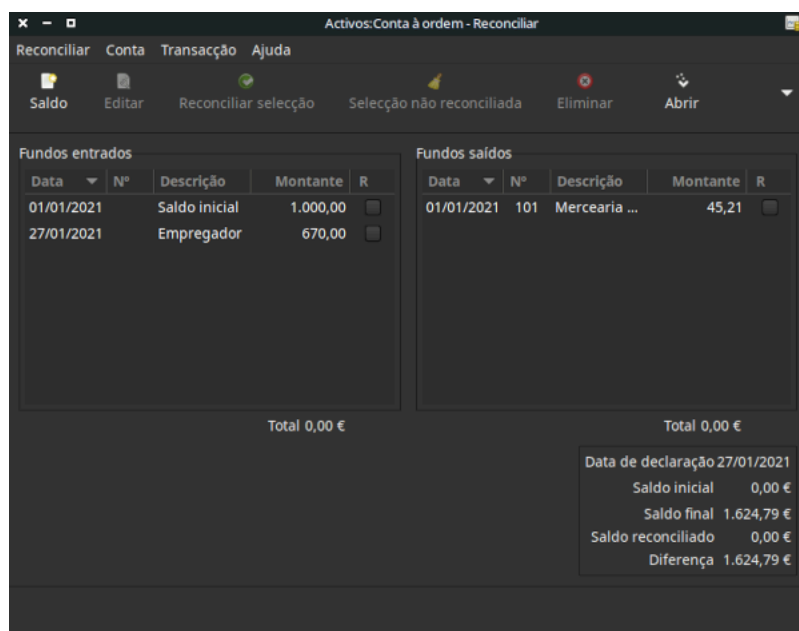 Activos:Conta à ordem - Reconciliar
Reconciliar Conta Transacção Ajuda
Saldo Editar Reconciliar selecção Selecção não reconciliada Eliminar Abrir
Fundos entrados
Data Nº Descrição Montante R
01/01/2021 Saldo inicial 1.000,00
27/01/2021 Empregador 670,00
Total 0,00 €
Fundos saídos
Data Nº Descrição Montante R
01/01/2021 101 Mercearia ... 45,21
Total 0,00 €
Data de declaração 27/01/2021
Saldo inicial 0,00 €
Saldo final 1.624,79 €
Saldo reconciliado 0,00 €
Diferença 1.624,79 €